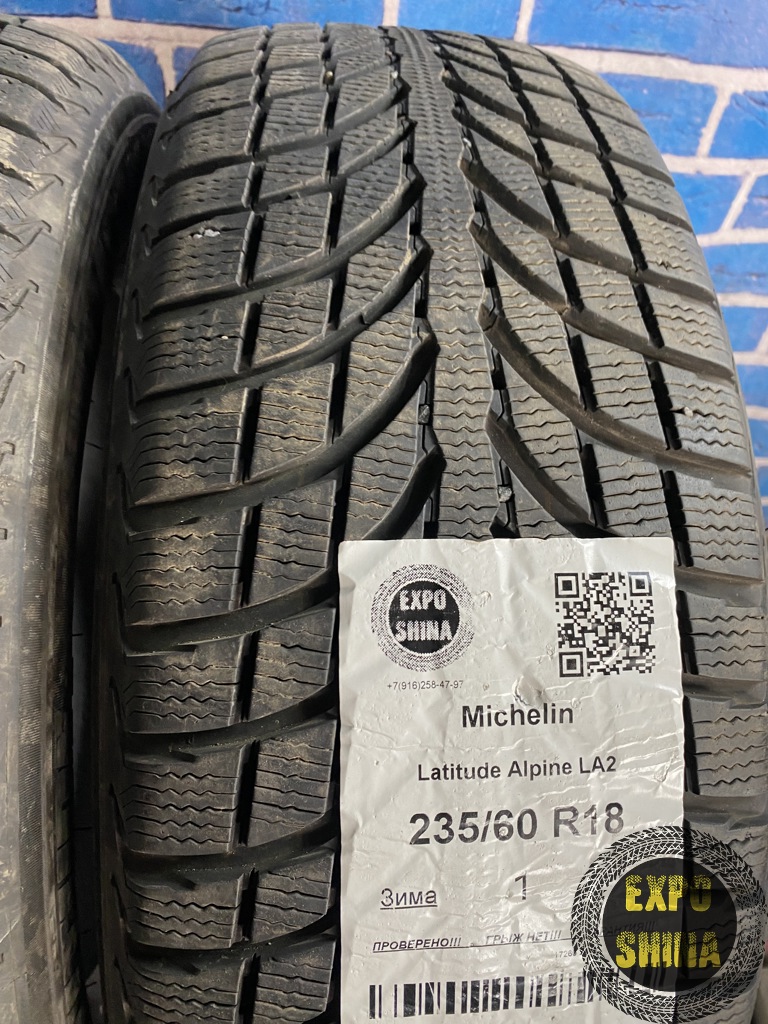 EXPO
SHINA
+7(916)258-47-97
Michelin
Latitude Alpine LA2
235/60 R18
Зима 1
ПРОВЕРЕНО!!! ГРЫЖ НЕТ!!!
EXPO
SHINA